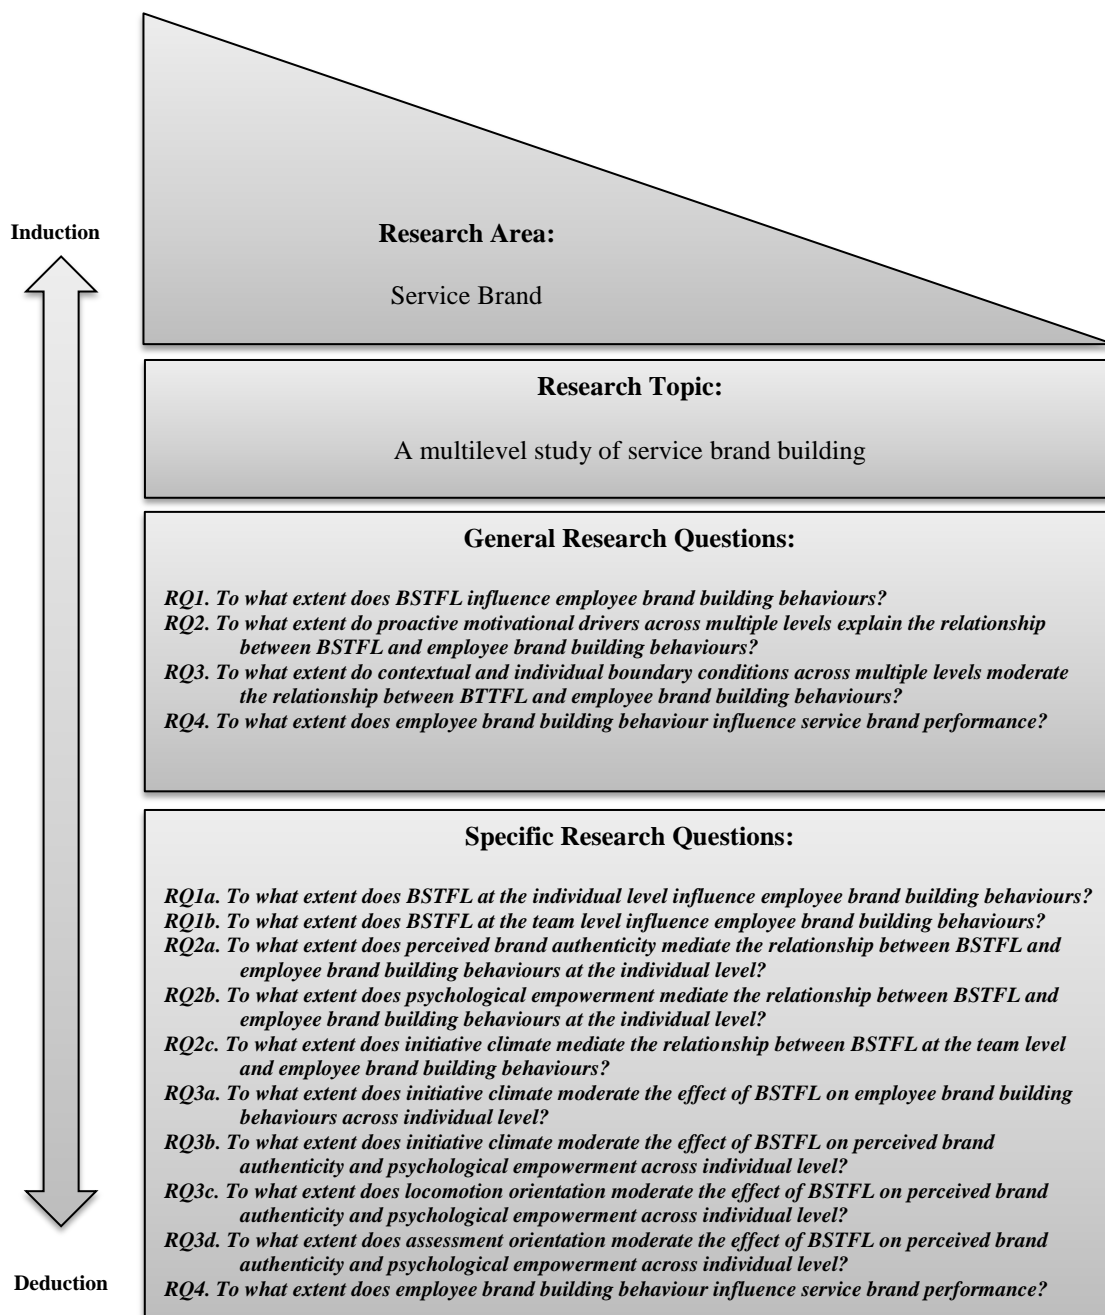 Induction
Research Area:
Service Brand
Research Topic:
A multilevel study of service brand building
General Research Questions:
RQ1. To what extent does BSTFL influence employee brand building behaviours?
RQ2. To what extent do proactive motivational drivers across multiple levels explain the relationship
between BSTFL and employee brand building behaviours?
RQ3. To what extent do contextual and individual boundary conditions across multiple levels moderate
the relationship between BTTFL and employee brand building behaviours?
RQ4. To what extent does employee brand building behaviour influence service brand performance?
Specific Research Questions:
RQ1a. To what extent does BSTFL at the individual level influence employee brand building behaviours?
RQ1b. To what extent does BSTFL at the team level influence employee brand building behaviours?
RQ2a. To what extent does perceived brand authenticity mediate the relationship between BSTFL and
employee brand building behaviours at the individual level?
RQ2b. To what extent does psychological empowerment mediate the relationship between BSTFL and
employee brand building behaviours at the individual level?
RQ2c. To what extent does initiative climate mediate the relationship between BSTFL at the team level
and employee brand building behaviours?
RQ3a. To what extent does initiative climate moderate the effect of BSTFL on employee brand building
behaviours across individual level?
RQ3b. To what extent does initiative climate moderate the effect of BSTFL on perceived brand
authenticity and psychological empowerment across individual level?
RQ3c. To what extent does locomotion orientation moderate the effect of BSTFL on perceived brand
authenticity and psychological empowerment across individual level?
RQ3d. To what extent does assessment orientation moderate the effect of BSTFL on perceived brand
authenticity and psychological empowerment across individual level?
RQ4. To what extent does employee brand building behaviour influence service brand performance?
Deduction